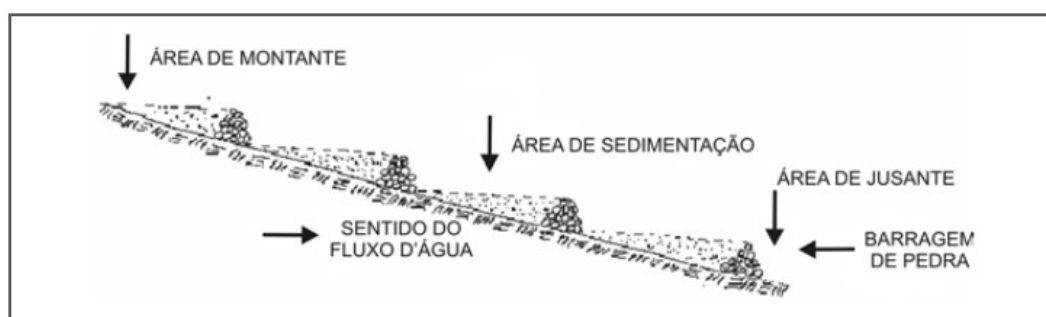 ÁREA DE MONTANTE
ÁREA DE SEDIMENTAÇÃO
ÁREA DE JUSANTE
SENTIDO DO
FLUXO D'ÁGUA
BARRAGEM
DE PEDRA